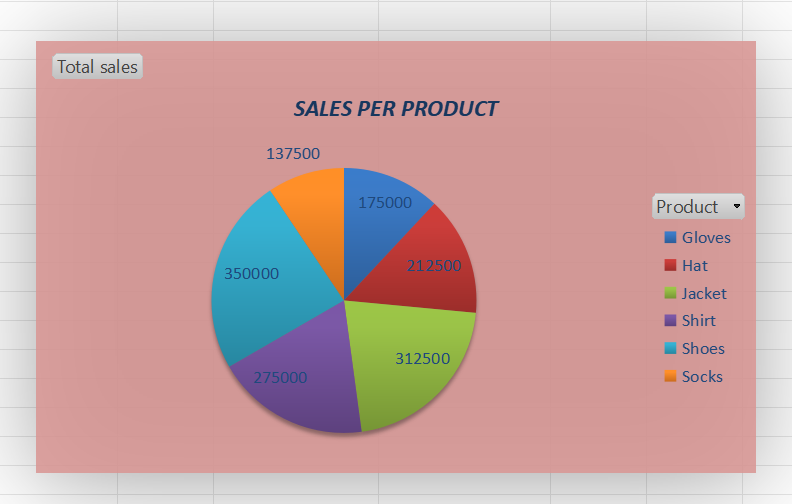 Total sales
SALES PER PRODUCT
137500
175000
212500
350000
312500
275000
Product
Gloves
Hat
Jacket
Shirt
Shoes
Socks